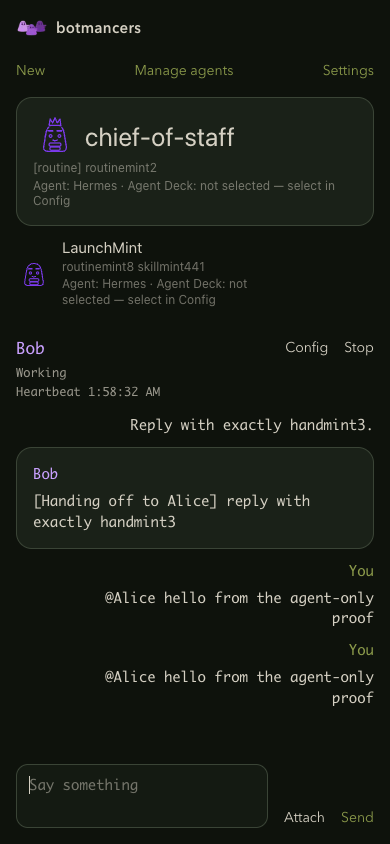 botmancers
New Manage agents Settings
chief-of-staff
[routine] routinemint2
Agent: Hermes · Agent Deck: not selected — select in
Config
LaunchMint
routinemint8 skillmint441
Agent: Hermes · Agent Deck: not
selected — select in Config
Bob Config Stop
Working
Heartbeat 1:58:32 AM
Reply with exactly handmint3.
Bob
[Handing off to Alice] reply with
exactly handmint3
You
@Alice hello from the agent-only
proof
You
@Alice hello from the agent-only
proof
Say something
Attach Send